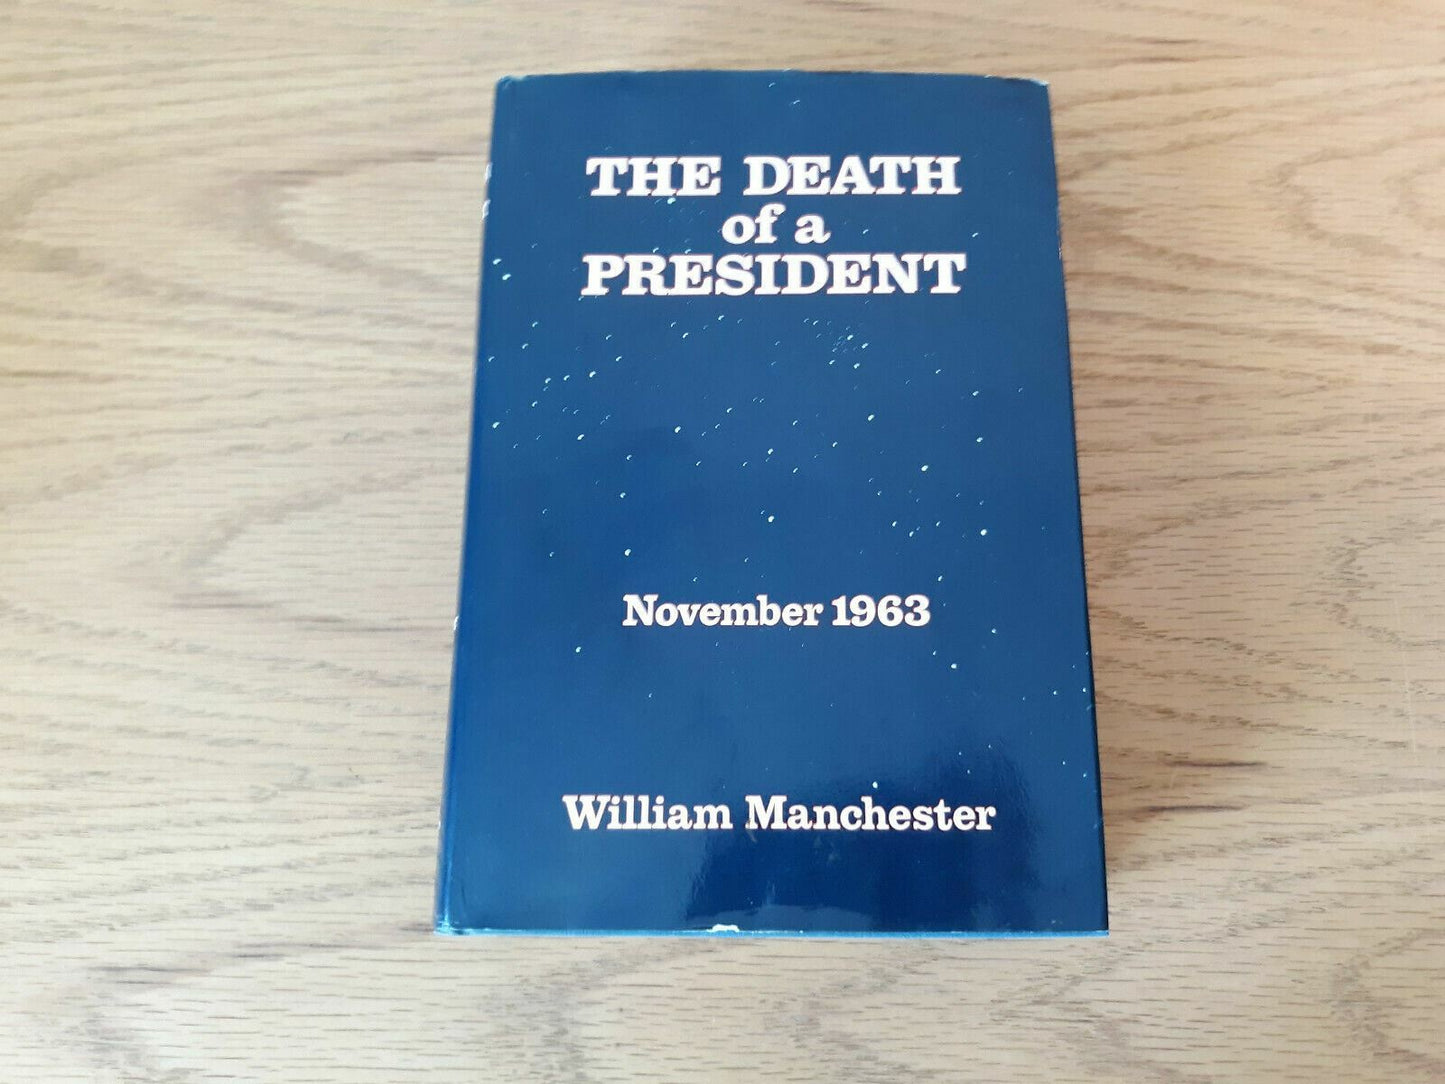 THE DEATH
of a
PRESIDENT
November 1963
William Manchester